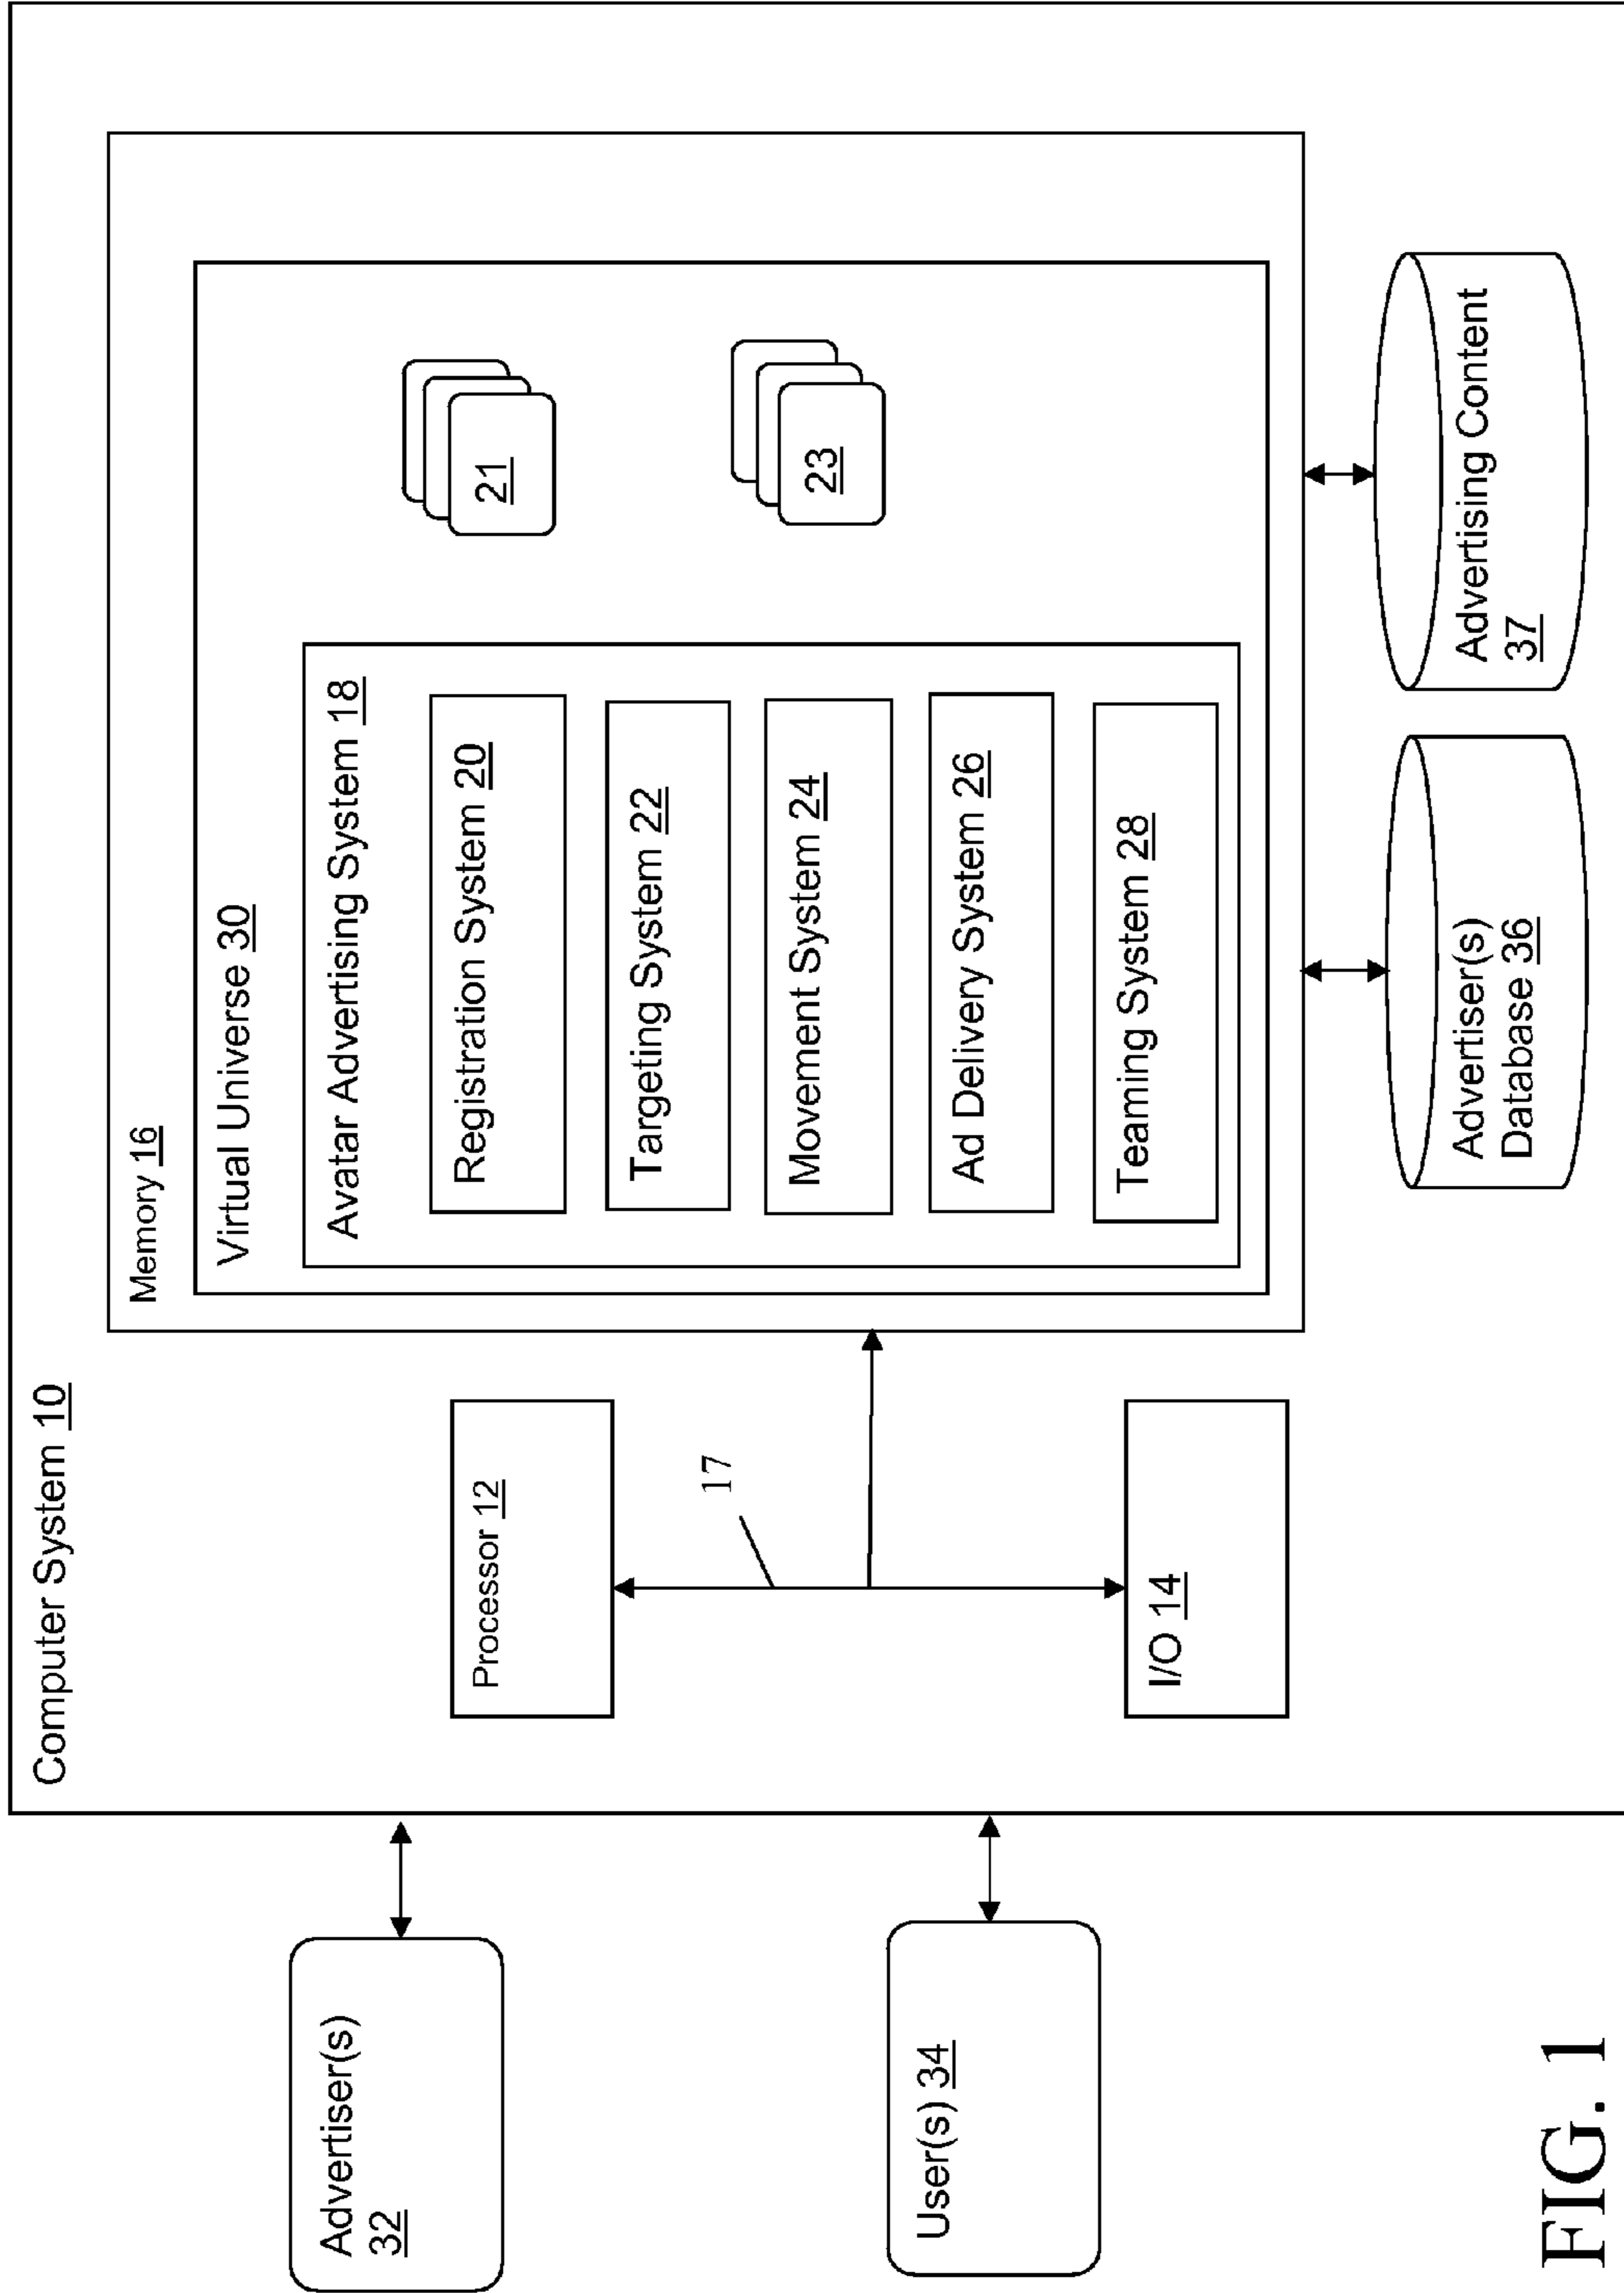 Computer System 10
Memory 16
Virtual Universe 30
Avatar Advertising System 18
Registration System 20
Targeting System 22
Movement System 24
Ad Delivery System 26
Teaming System 28
21
23
Processor 12
17
I/O 14
Advertiser(s)
32
User(s) 34
Advertiser(s)
Database 36
Advertising Content
37
FIG. 1